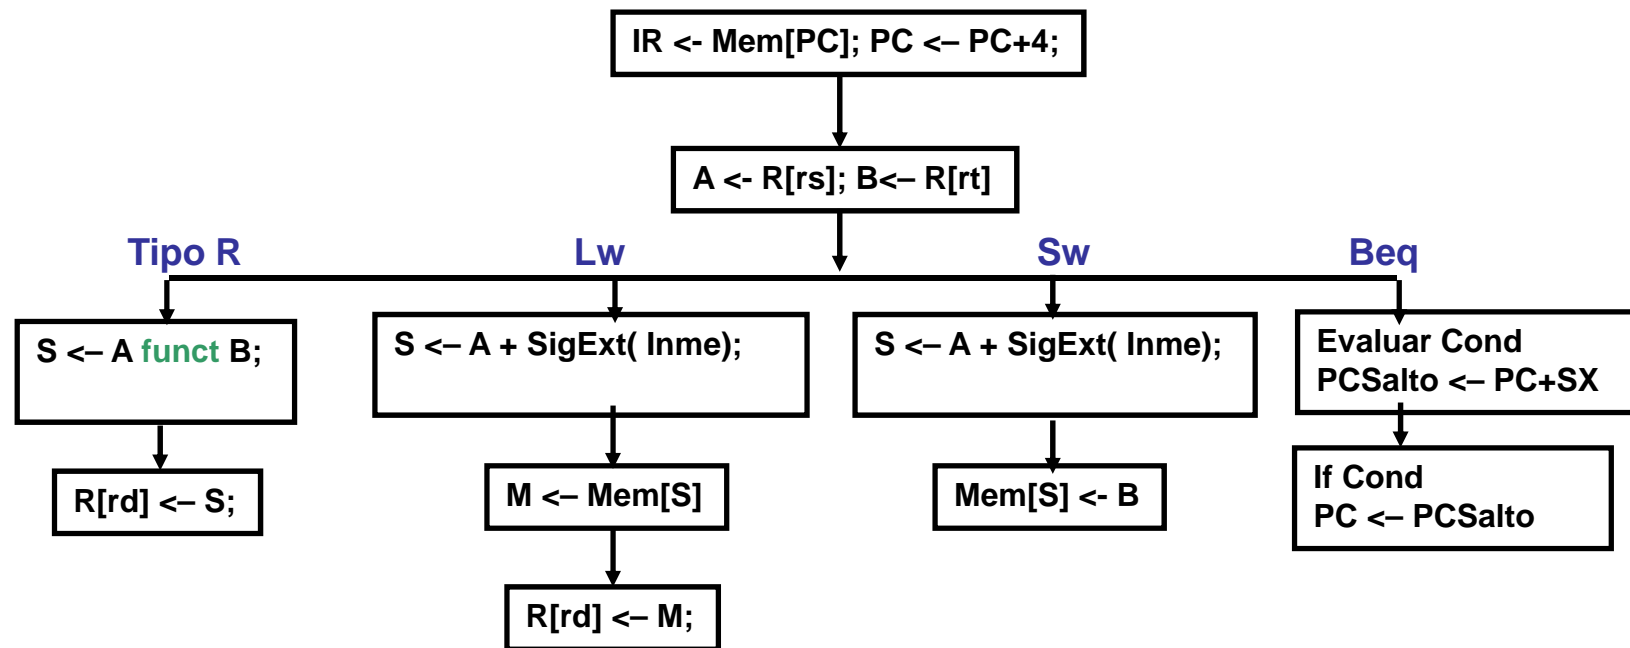 IR <- Mem[PC]; PC <– PC+4;
A <- R[rs]; B<– R[rt]
Tipo R
Lw
Sw
Beq
S <– A funct B;
S <– A + SigExt( Inme);
S <– A + SigExt( Inme);
Evaluar Cond
PCSalto <– PC+SX
R[rd] <– S;
M <– Mem[S]
Mem[S] <- B
If Cond
PC <– PCSalto
R[rd] <– M;